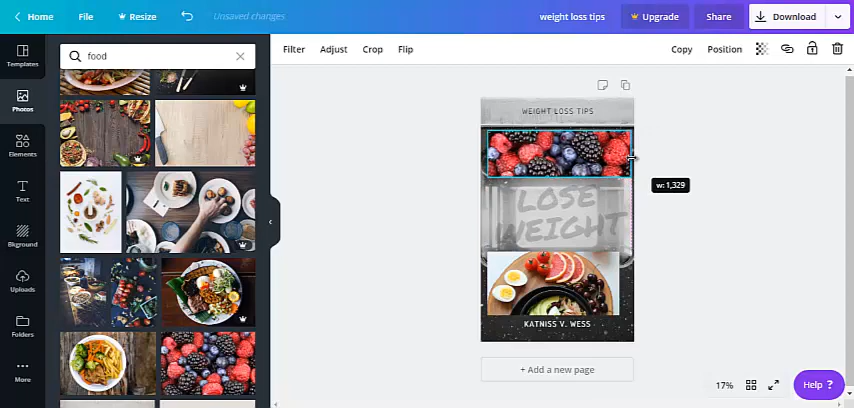 Home File Resize Unsaved changes weight loss tips Upgrade Share Download
Templates
food
Filter Adjust Crop Flip Copy Position
Photos
Elements
Text
Bkground
Uploads
Folders
More
WEIGHT LOSS TIPS
w: 1,329
LOSE
WEIGHT
KATNISS V. WESS
+ Add a new page
17% Help ?